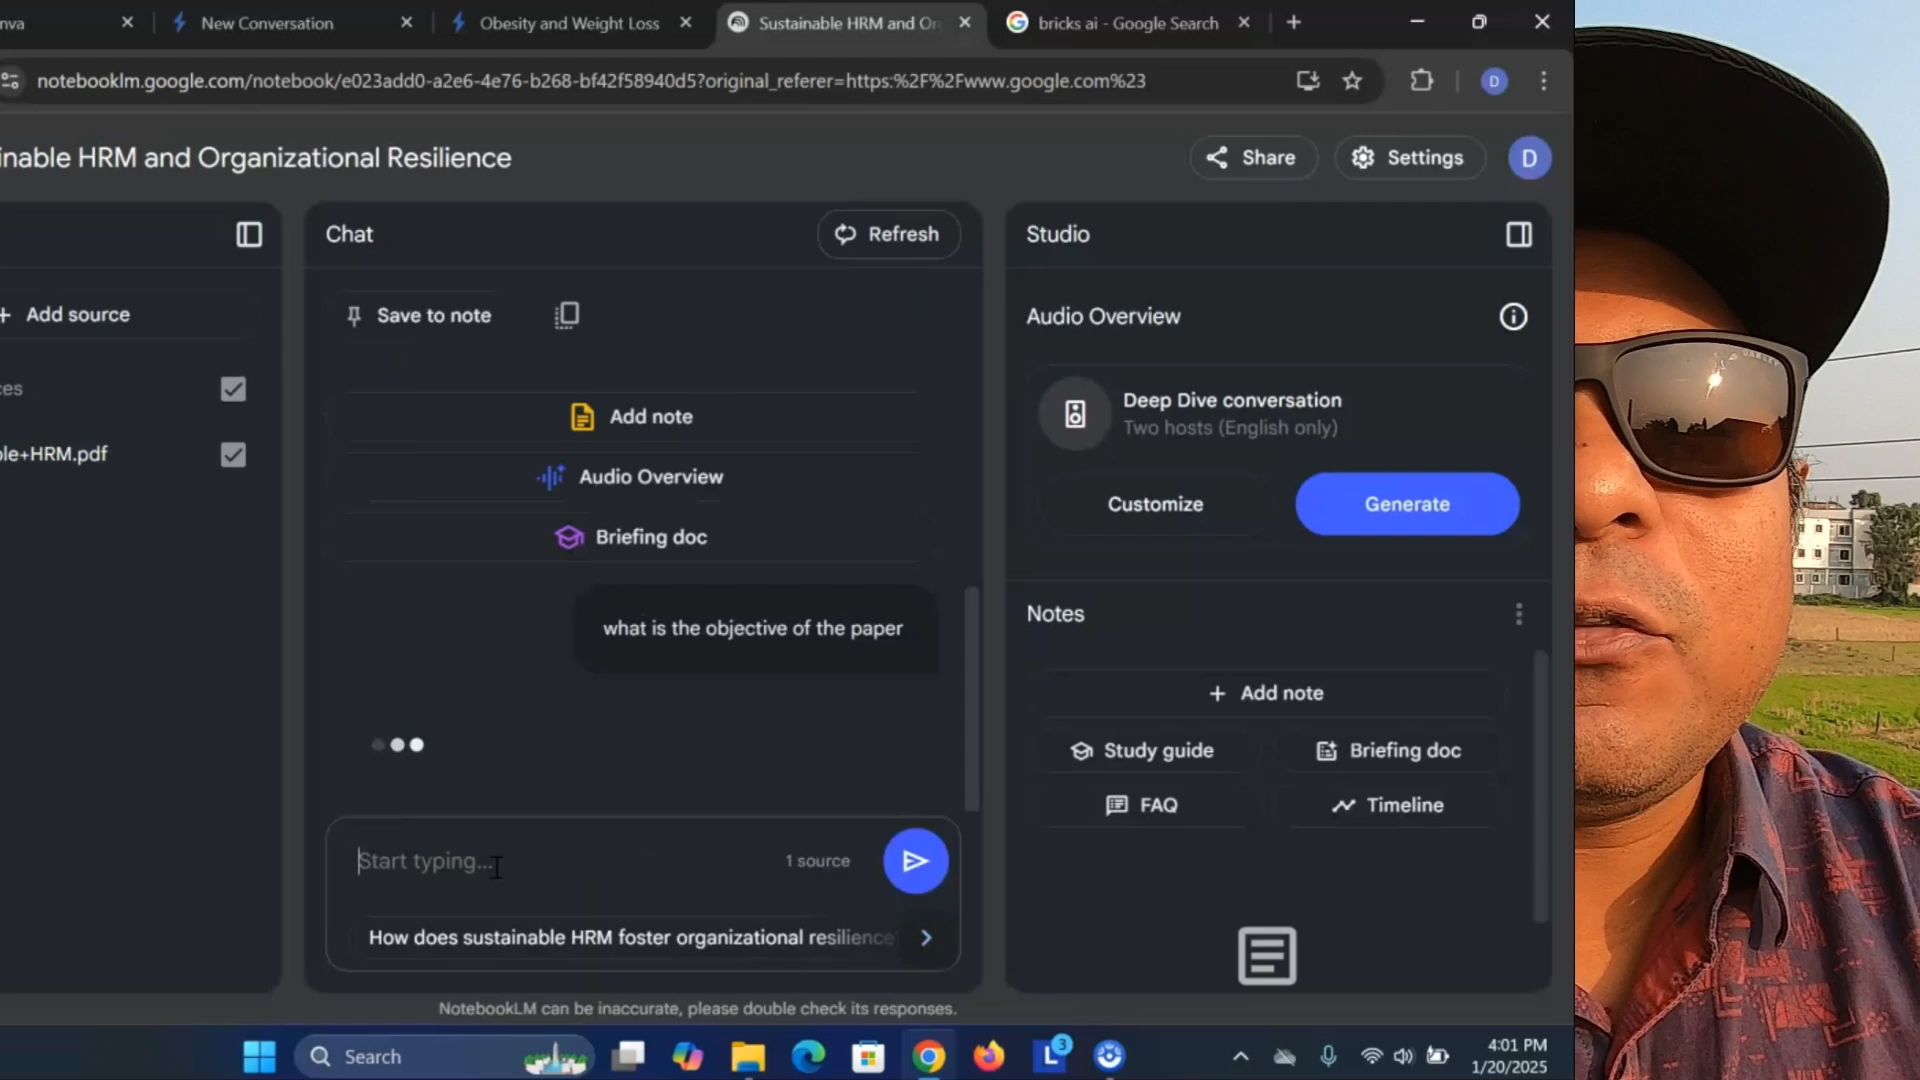 nva
New Conversation
Obesity and Weight Loss
Sustainable HRM and Or
bricks ai - Google Search
notebooklm.google.com/notebook/e023add0-a2e6-4e76-b268-bf42f58940d5?original_referer=https:%2F%2Fwww.google.com%23
D
inable HRM and Organizational Resilience
Share
Settings
D
Chat
Refresh
Studio
+ Add source
Save to note
Audio Overview
ces
Add note
Deep Dive conversation
Two hosts (English only)
le+HRM.pdf
Audio Overview
Customize
Generate
Briefing doc
what is the objective of the paper
Notes
+ Add note
Study guide
Briefing doc
FAQ
Timeline
Start typing...
1 source
How does sustainable HRM foster organizational resilience
NotebookLM can be inaccurate, please double check its responses.
Search
L
3
4:01 PM
1/20/2025